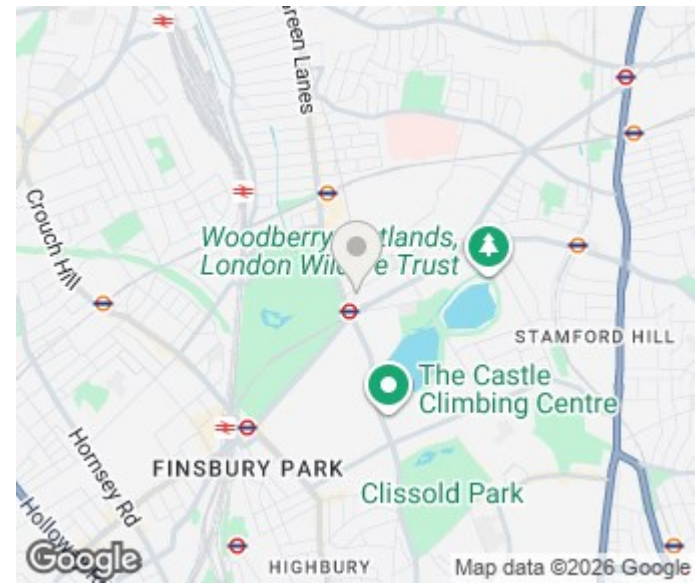 Green Lanes
Crouch Hill
Woodberry
tlands,
London Wil
e Trust
STAMFORD HILL
The Castle
Climbing Centre
FINSBURY PARK
Hornsey Rd
Clissold Park
HIGHBURY
Google
Map data ©2026 Google